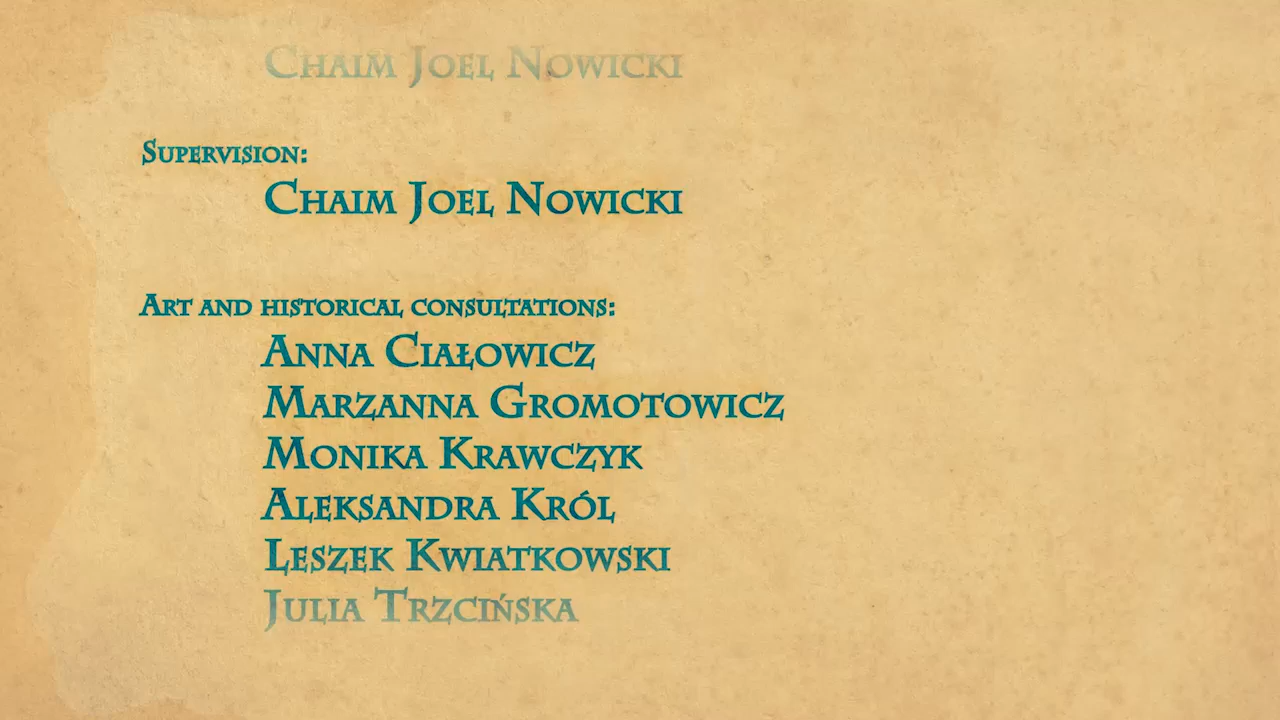 Chaim Joel Nowicki
Supervision:
Chaim Joel Nowicki
Art and historical consultations:
Anna Ciałowicz
Marzanna Gromotowicz
Monika Krawczyk
Aleksandra Król
Leszek Kwiatkowski
Julia Trzcińska